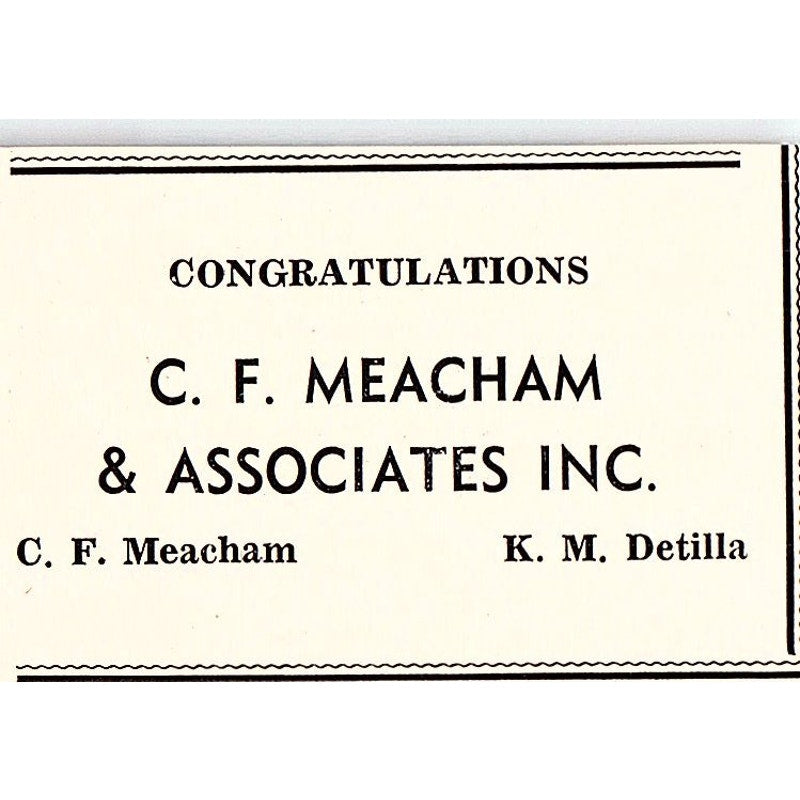 CONGRATULATIONS
C. F. MEACHAM
& ASSOCIATES INC.
C. F. Meacham K. M. Detilla